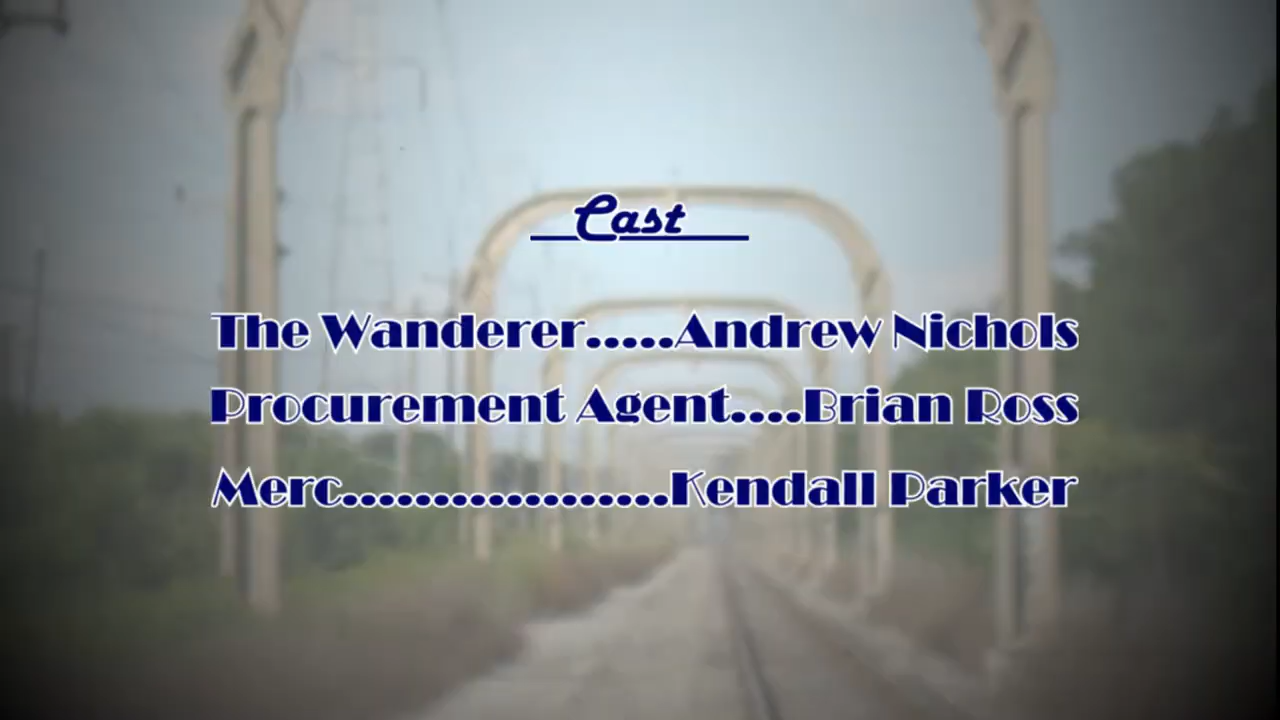 Cast
The Wanderer.....Andrew Nichols
Procurement Agent....Brian Ross
Merc..................Kendall Parker